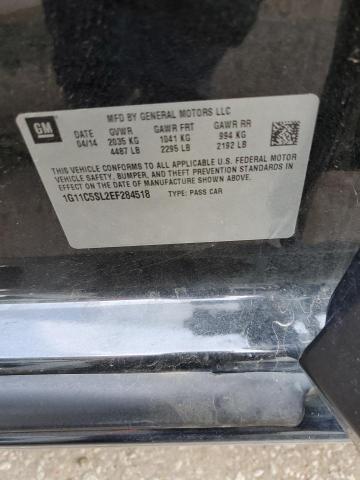 GM
MFD BY GENERAL MOTORS LLC
DATE GVWR GAWR FRT GAWR RR
04/14 2035 KG 1041 KG 994 KG
4487 LB 2295 LB 2192 LB
THIS VEHICLE CONFORMS TO ALL APPLICABLE U.S. FEDERAL MOTOR
VEHICLE SAFETY, BUMPER, AND THEFT PREVENTION STANDARDS IN
EFFECT ON THE DATE OF MANUFACTURE SHOWN ABOVE.
1G11C5SL2EF284518 TYPE: PASS CAR